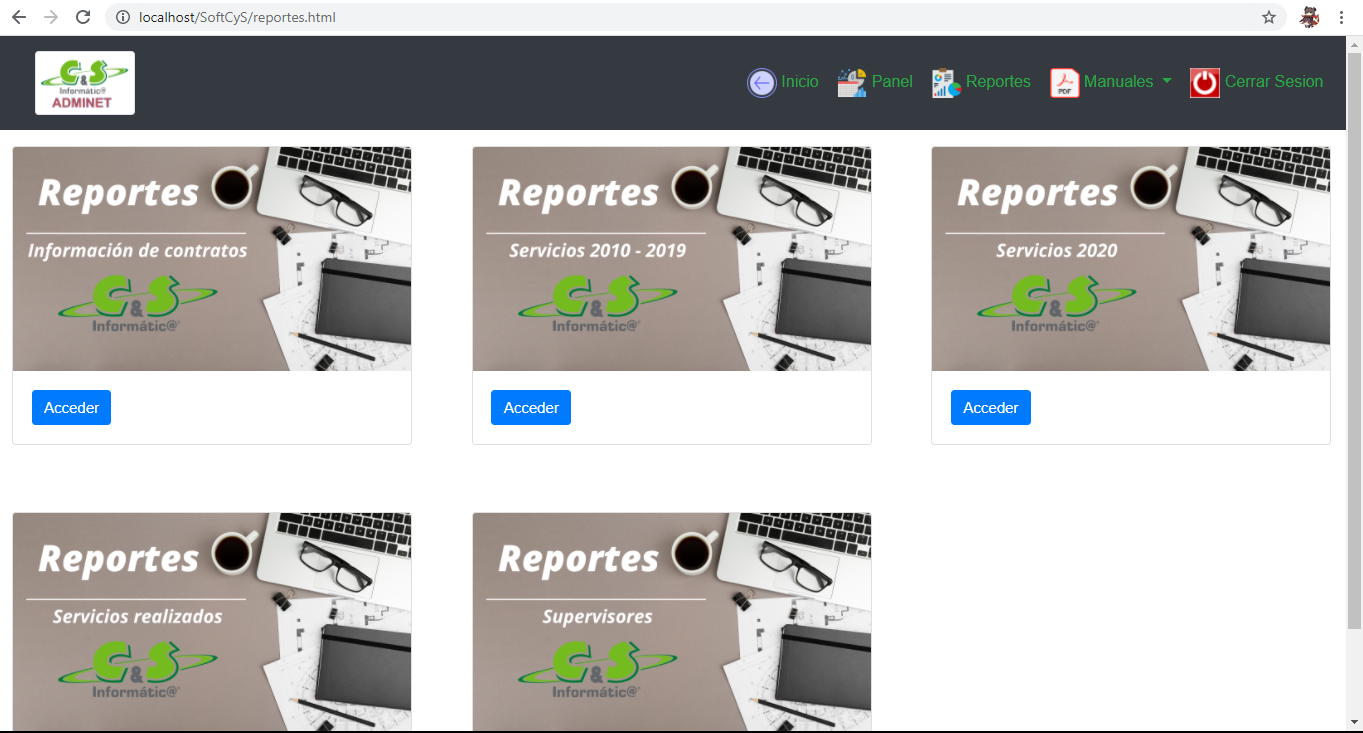 localhost/SoftCyS/reportes.html
C&S
Informátic@
ADMINET
Inicio
Panel
Reportes
PDF
Manuales
Cerrar Sesion
Reportes
Información de contratos
C&S
Informátic@
Acceder
Reportes
Servicios 2010 - 2019
C&S
Informátic@
Acceder
Reportes
Servicios 2020
C&S
Informátic@
Acceder
Reportes
Servicios realizados
C&S
Informátic@
Reportes
Supervisores
C&S
Informátic@